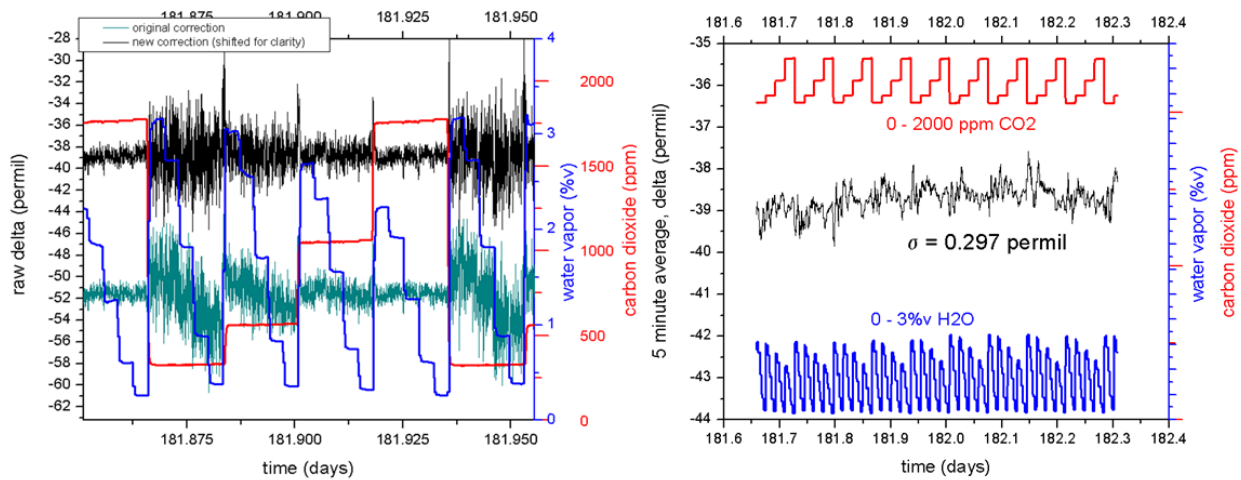 181.875 181.900 181.925 181.950
original correction
new correction (shifted for clarity)
-28
-30
-32
-34
-36
-38
-40
-42
-44
-46
-48
-50
-52
-54
-56
-58
-60
-62
raw delta (permil)
4
3
2
1
0
water vapor (%v)
2000
1500
1000
500
0
carbon dioxide (ppm)
181.875 181.900 181.925 181.950
time (days)
181.6 181.7 181.8 181.9 182.0 182.1 182.2 182.3 182.4
-35
-36
-37
-38
-39
-40
-41
-42
-43
-44
5 minute average, delta (permil)
0 - 2000 ppm CO2
σ = 0.297 permil
0 - 3%v H2O
water vapor (%v)
carbon dioxide (ppm)
181.6 181.7 181.8 181.9 182.0 182.1 182.2 182.3 182.4
time (days)